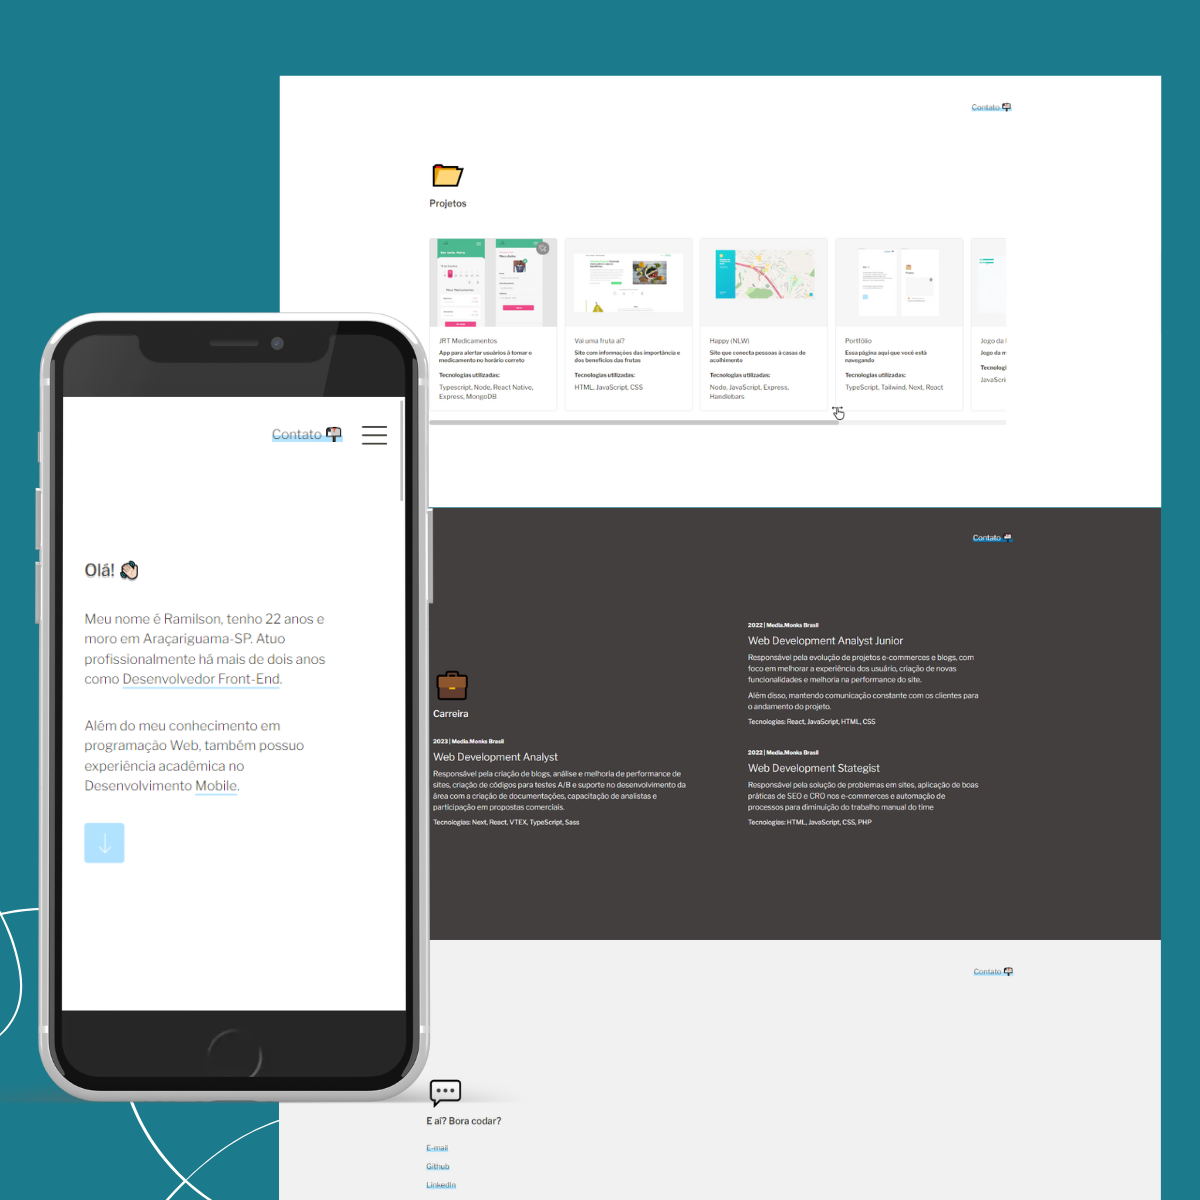 Contato
Projetos
JRT Medicamentos
App para alertar usuários á tomar o
medicamento no horário correto
Tecnologias utilizadas:
Typescript, Node, React Native,
Express, MongoDB
Vai uma fruta aí?
Site com informações das importância e
dos benefícios das frutas
Tecnologias utilizadas:
HTML, JavaScript, CSS
Happy (NLW)
Site que conecta pessoas á casas de
acolhimento
Tecnologias utilizadas:
Node, JavaScript, Express,
Handlebars
Portfólio
Essa página aqui que você está
navegando
Tecnologias utilizadas:
TypeScript, Tailwind, Next, React
Jogo da
Jogo da
Contato
Olá!
Meu nome é Ramilson, tenho 22 anos e
moro em Araçariguama-SP. Atuo
profissionalmente há mais de dois anos
como Desenvolvedor Front-End.
Além do meu conhecimento em
programação Web, também possuo
experiência acadêmica no
Desenvolvimento Mobile.
Contato
Carreira
2023 | Media.Monks Brasil
Web Development Analyst
Responsável pela criação de blogs, análise e melhoria de performance de
sites, criação de códigos para testes A/B e suporte no desenvolvimento da
área com a criação de documentações, capacitação de analistas e
participação em propostas comerciais.
Tecnologias: Next, React, VTEX, TypeScript, Sass
2022 | Media.Monks Brasil
Web Development Analyst Junior
Responsável pela evolução de projetos e-commerces e blogs, com
foco em melhorar a experiência dos usuário, criação de novas
funcionalidades e melhoria na performance do site.
Além disso, mantendo comunicação constante com os clientes para
o andamento do projeto.
Tecnologias: React, JavaScript, HTML, CSS
2022 | Media.Monks Brasil
Web Development Stategist
Responsável pela solução de problemas em sites, aplicação de boas
práticas de SEO e CRO nos e-commerces e automação de
processos para diminuição do trabalho manual do time
Tecnologias: HTML, JavaScript, CSS, PHP
Contato
E aí? Bora codar?
E-mail
Github
LinkedIn